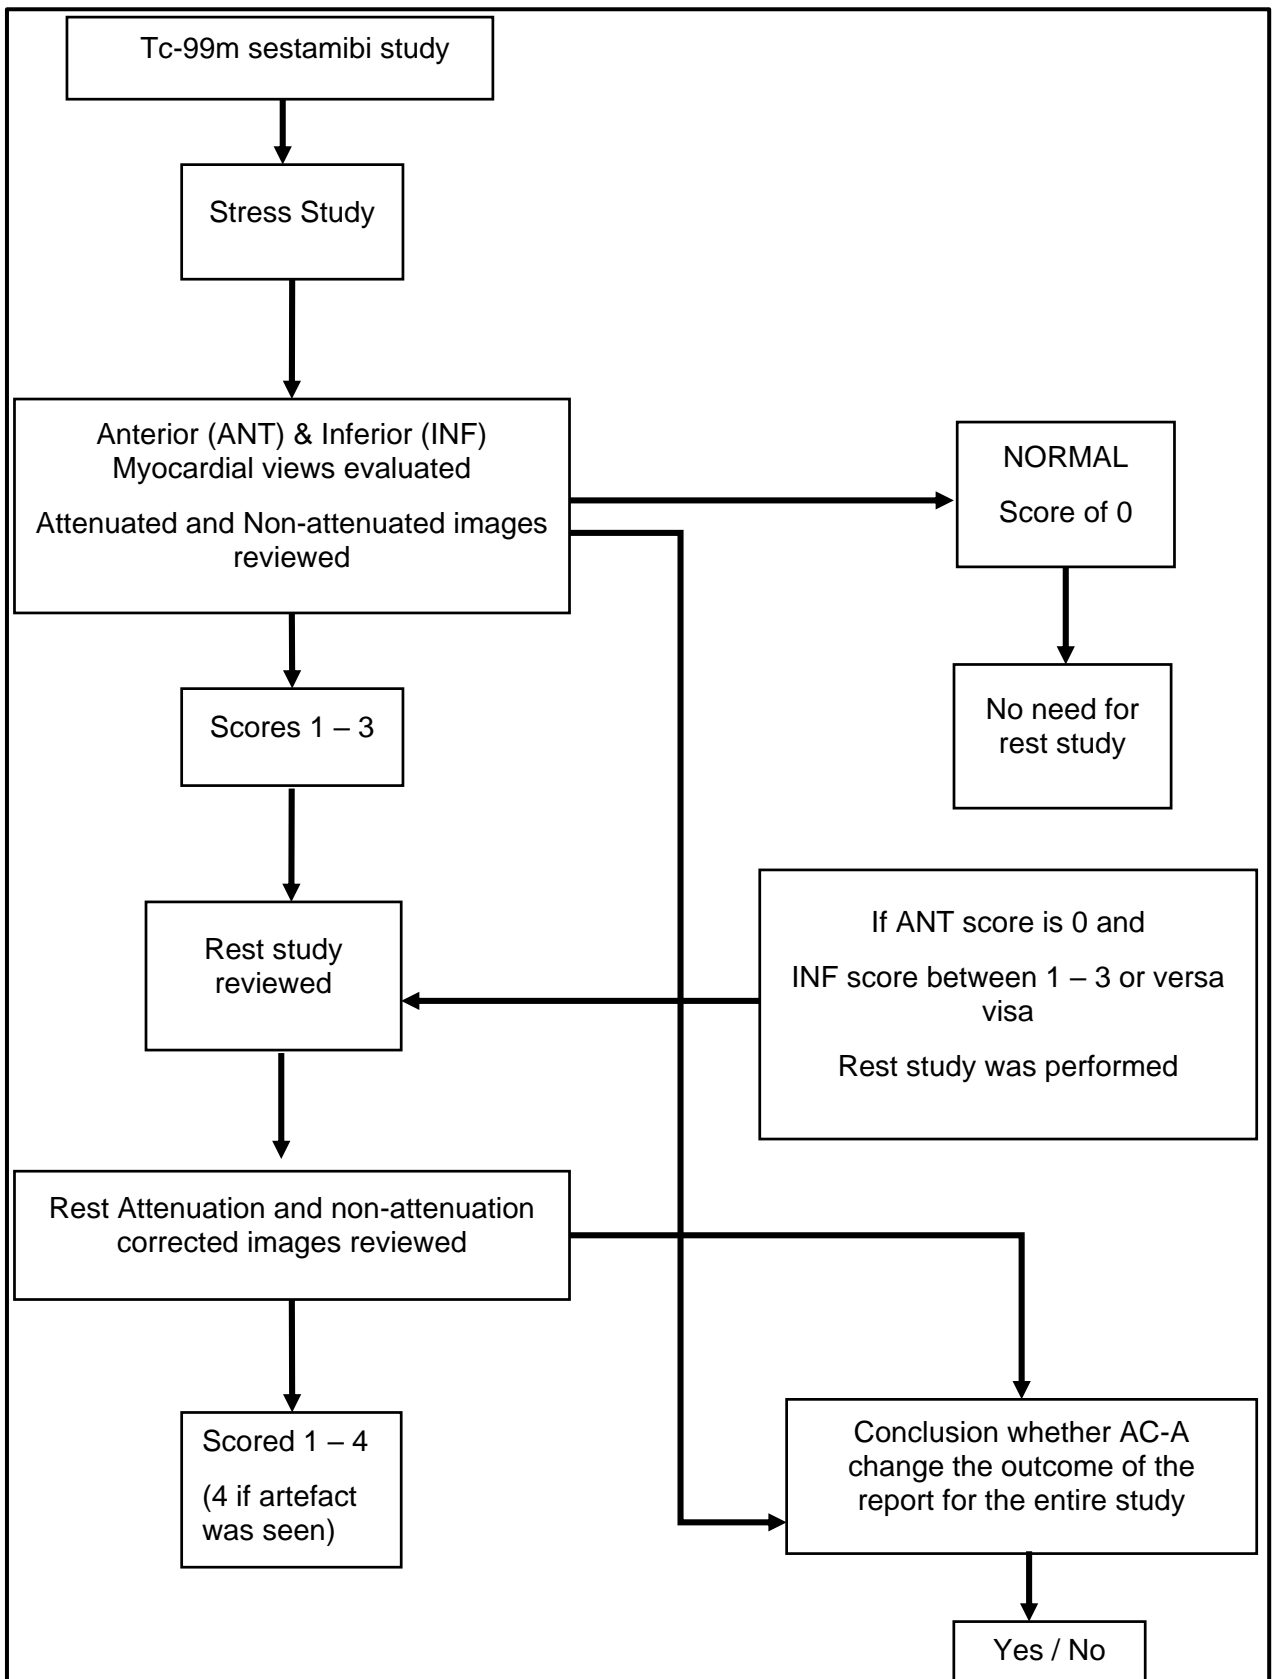 Tc-99m sestamibi study
Stress Study
Anterior (ANT) & Inferior (INF)
Myocardial views evaluated
Attenuated and Non-attenuated images
reviewed
NORMAL
Score of 0
Scores 1 – 3
No need for
rest study
If ANT score is 0 and
INF score between 1 – 3 or versa
visa
Rest study was performed
Rest study
reviewed
Rest Attenuation and non-attenuation
corrected images reviewed
Scored 1 – 4
(4 if artefact
was seen)
Conclusion whether AC-A
change the outcome of the
report for the entire study
Yes / No